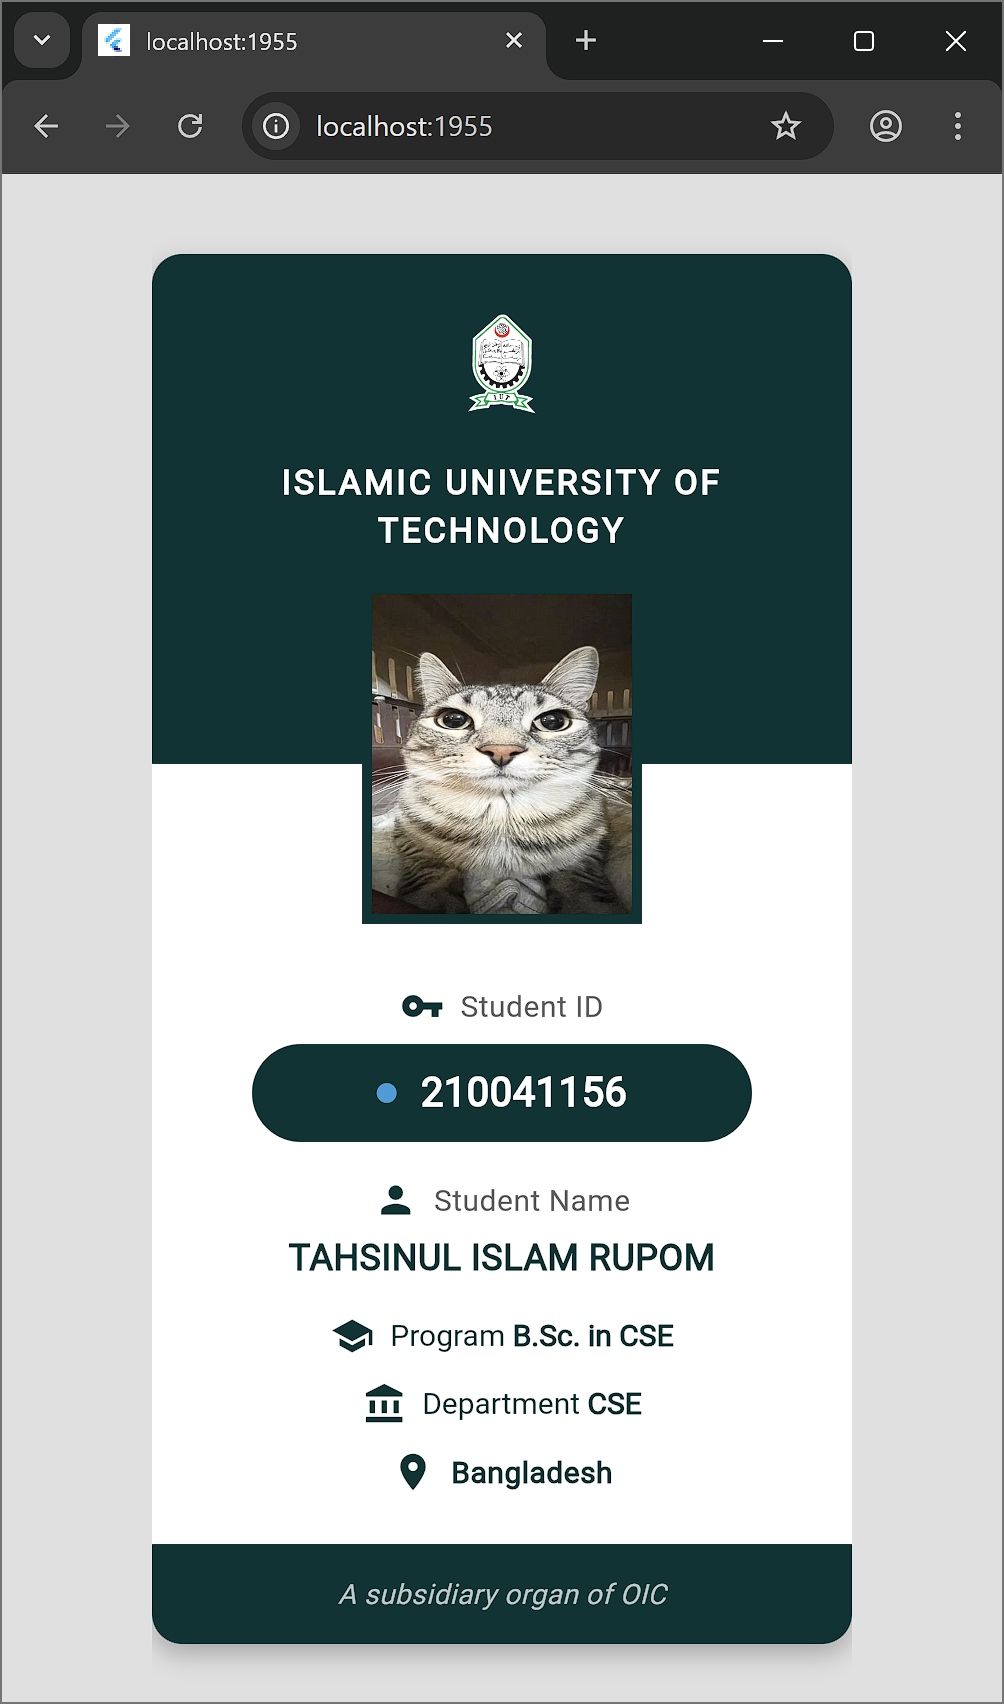 localhost:1955
localhost:1955
IUT
ISLAMIC UNIVERSITY OF
TECHNOLOGY
Student ID
210041156
Student Name
TAHSINUL ISLAM RUPOM
Program B.Sc. in CSE
Department CSE
Bangladesh
A subsidiary organ of OIC